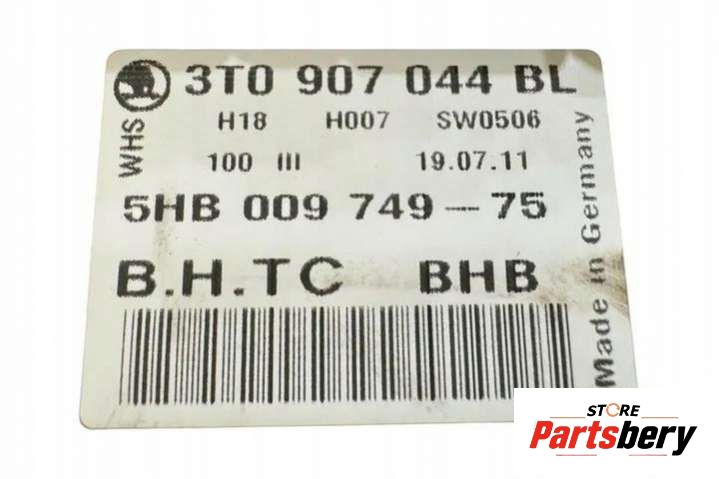 3T0 907 044 BL
H18 H007 SW0506
WHS
100 III 19.07.11
5HB 009 749-75
B.H.TC BHB
Made in Germany
STORE
Partsbery